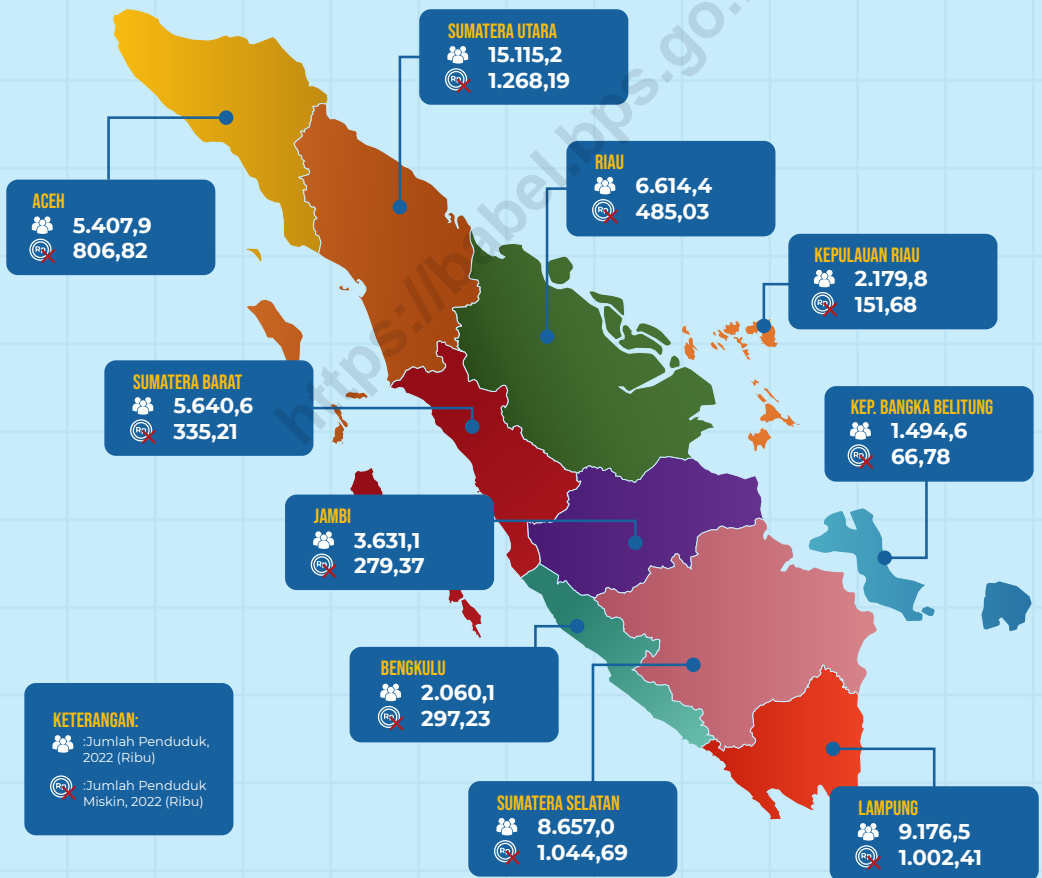 SUMATERA UTARA
15.115,2
1.268,19
RIAU
6.614,4
485,03
ACEH
5.407,9
806,82
KEPULAUAN RIAU
2.179,8
151,68
SUMATERA BARAT
5.640,6
335,21
KEP. BANGKA BELITUNG
1.494,6
66,78
JAMBI
3.631,1
279,37
BENGKULU
2.060,1
297,23
KETERANGAN:
:Jumlah Penduduk,
2022 (Ribu)
:Jumlah Penduduk
Miskin, 2022 (Ribu)
SUMATERA SELATAN
8.657,0
1.044,69
LAMPUNG
9.176,5
1.002,41
https://babel.bps.go.